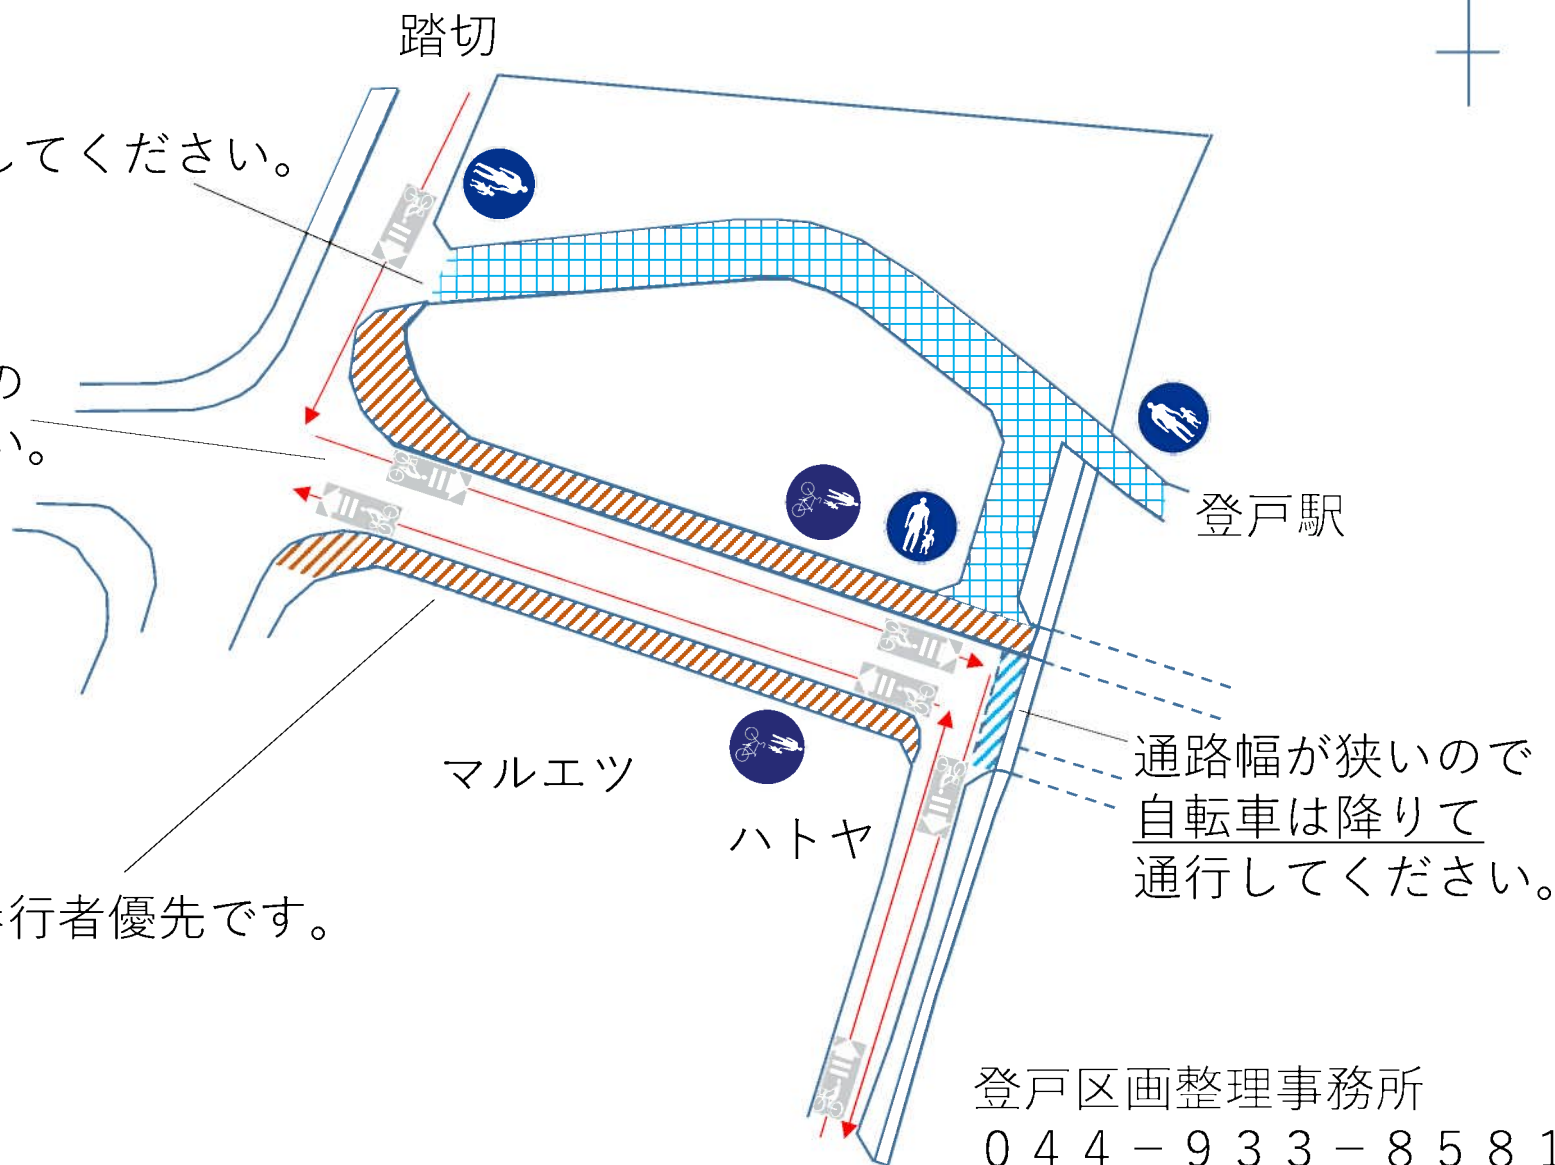 踏切
してください。
の
い。
登戸駅
通路幅が狭いので
自転車は降りて
通行してください。
マルエツ
ハトヤ
行者優先です。
登戸区画整理事務所
０４４－９３３－８５８１